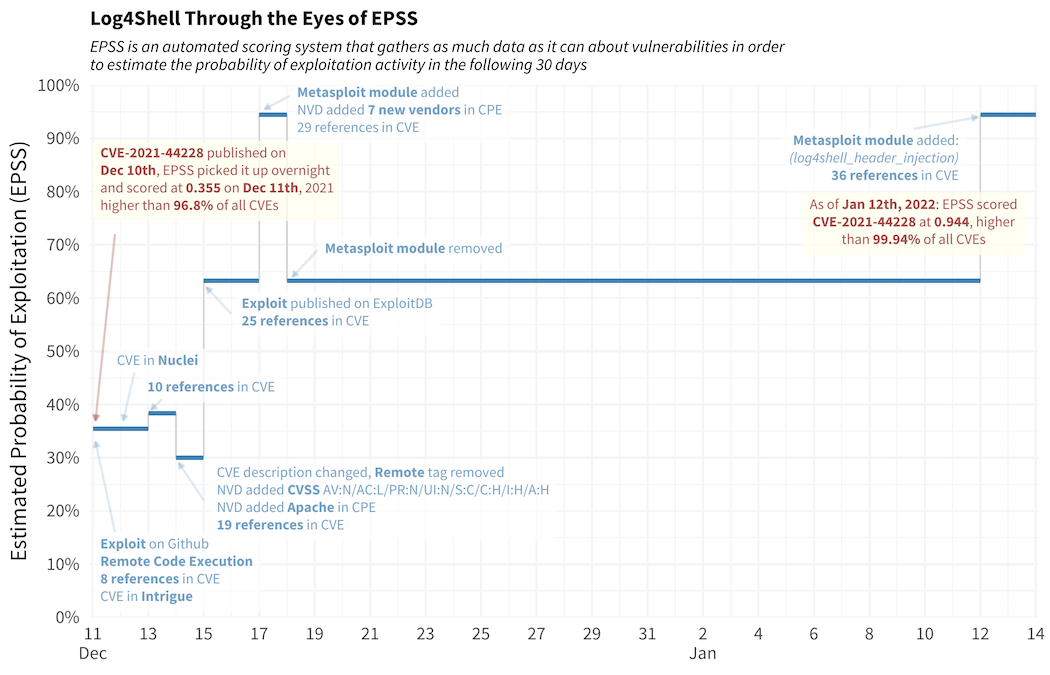 Log4Shell Through the Eyes of EPSS
EPSS is an automated scoring system that gathers as much data as it can about vulnerabilities in order
to estimate the probability of exploitation activity in the following 30 days
Estimated Probability of Exploitation (EPSS)
100%
90%
80%
70%
60%
50%
40%
30%
20%
10%
0%
Metasploit module added
NVD added 7 new vendors in CPE
29 references in CVE
CVE-2021-44228 published on
Dec 10th, EPSS picked it up overnight
and scored at 0.355 on Dec 11th, 2021
higher than 96.8% of all CVEs
Metasploit module added:
(log4shell_header_injection)
36 references in CVE
As of Jan 12th, 2022: EPSS scored
CVE-2021-44228 at 0.944, higher
than 99.94% of all CVEs
Metasploit module removed
Exploit published on ExploitDB
25 references in CVE
CVE in Nuclei
10 references in CVE
CVE description changed, Remote tag removed
NVD added CVSS AV:N/AC:L/PR:N/UI:N/S:C/C:H/I:H/A:H
NVD added Apache in CPE
19 references in CVE
Exploit on Github
Remote Code Execution
8 references in CVE
CVE in Intrigue
11 13 15 17 19 21 23 25 27 29 31 2 4 6 8 10 12 14
Dec Jan